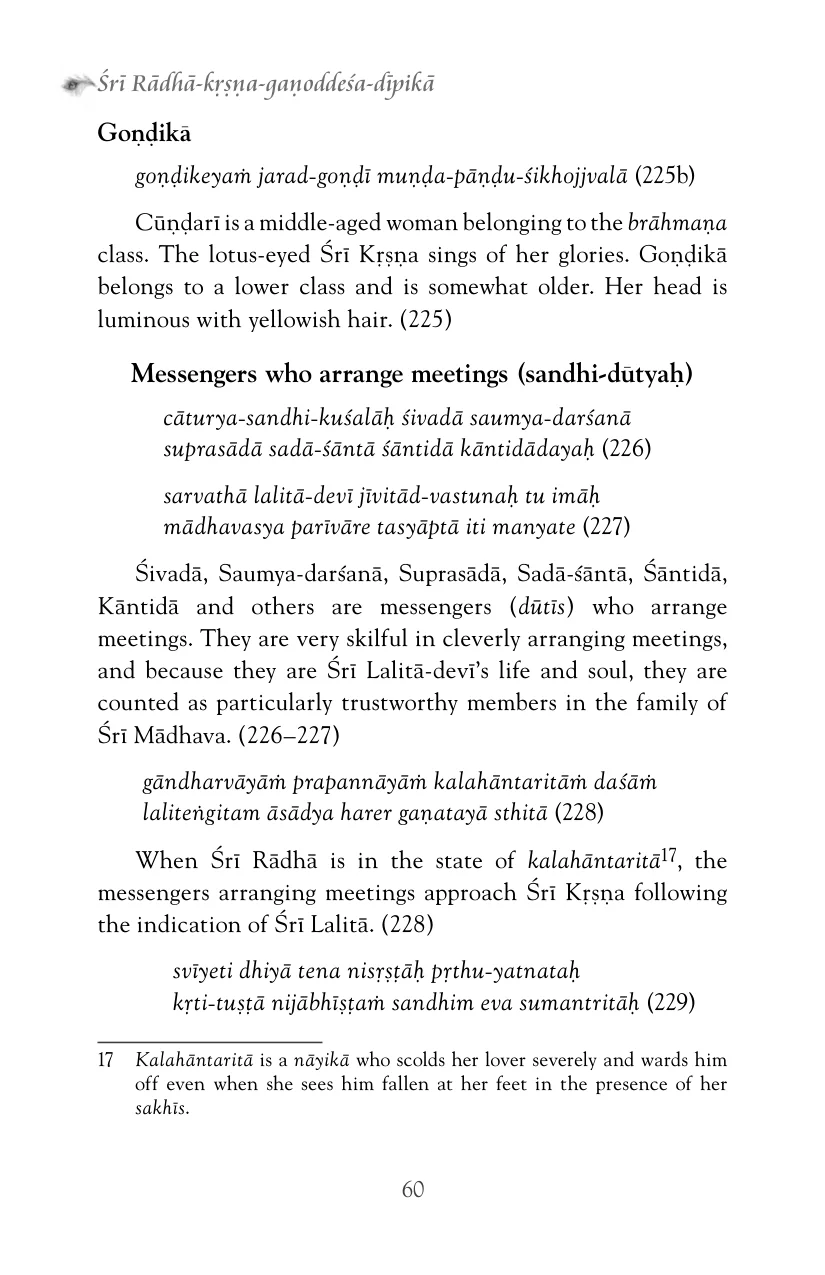 Śrī Rādhā-kṛṣṇa-gaṇoddeśa-dīpikā
Goṇḍikā
goṇḍikeyaṁ jarad-goṇḍī muṇḍa-pāṇḍu-śikhojjvalā (225b)
Cūṇḍarī is a middle-aged woman belonging to the brāhmaṇa
class. The lotus-eyed Śrī Kṛṣṇa sings of her glories. Goṇḍikā
belongs to a lower class and is somewhat older. Her head is
luminous with yellowish hair. (225)
Messengers who arrange meetings (sandhi-dūtyaḥ)
cāturya-sandhi-kuśalāḥ śivadā saumya-darśanā
suprasādā sadā-śāntā śāntidā kāntidādayaḥ (226)
sarvathā lalitā-devī jīvitād-vastunaḥ tu imāḥ
mādhavasya parīvāre tasyāptā iti manyate (227)
Śivadā, Saumya-darśanā, Suprasādā, Sadā-śāntā, Śāntidā,
Kāntidā and others are messengers (dūtīs) who arrange
meetings. They are very skilful in cleverly arranging meetings,
and because they are Śrī Lalitā-devī’s life and soul, they are
counted as particularly trustworthy members in the family of
Śrī Mādhava. (226–227)
gāndharvāyāṁ prapannāyāṁ kalahāntaritāṁ daśāṁ
laliteṅgitam āsādya harer gaṇatayā sthitā (228)
When Śrī Rādhā is in the state of kalahāntaritā17, the
messengers arranging meetings approach Śrī Kṛṣṇa following
the indication of Śrī Lalitā. (228)
svīyeti dhiyā tena nisṛṣṭāḥ pṛthu-yatnataḥ
kṛti-tuṣṭā nijābhīṣṭaṁ sandhim eva sumantritāḥ (229)
17 Kalahāntaritā is a nāyikā who scolds her lover severely and wards him
off even when she sees him fallen at her feet in the presence of her
sakhīs.
60